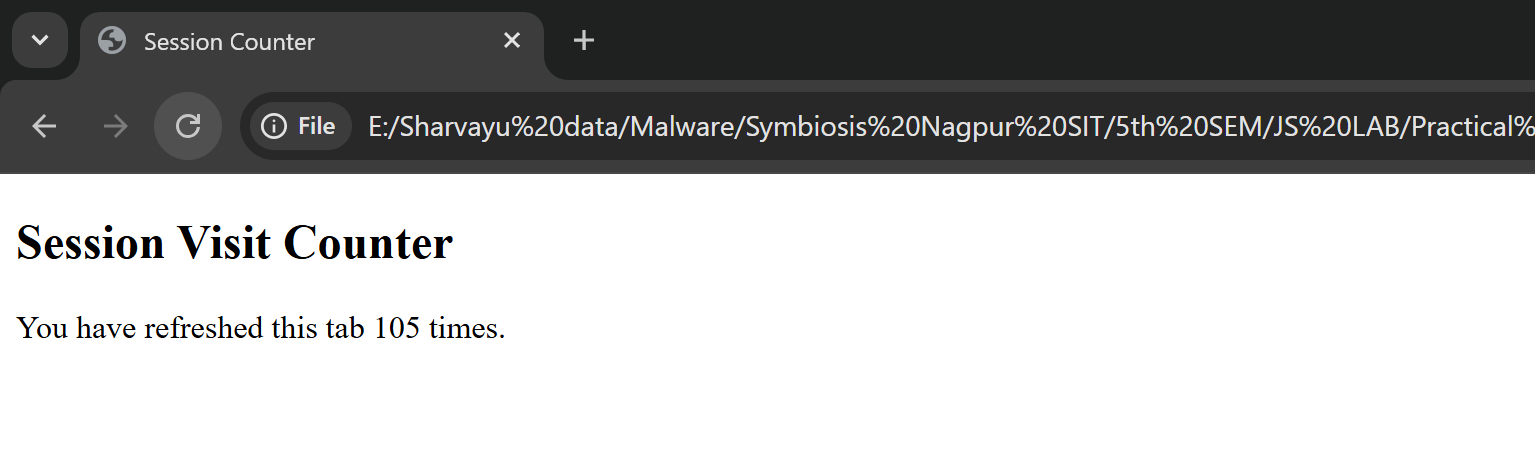 Session Counter
File E:/Sharvayu%20data/Malware/Symbiosis%20Nagpur%20SIT/5th%20SEM/JS%20LAB/Practical%
Session Visit Counter
You have refreshed this tab 105 times.